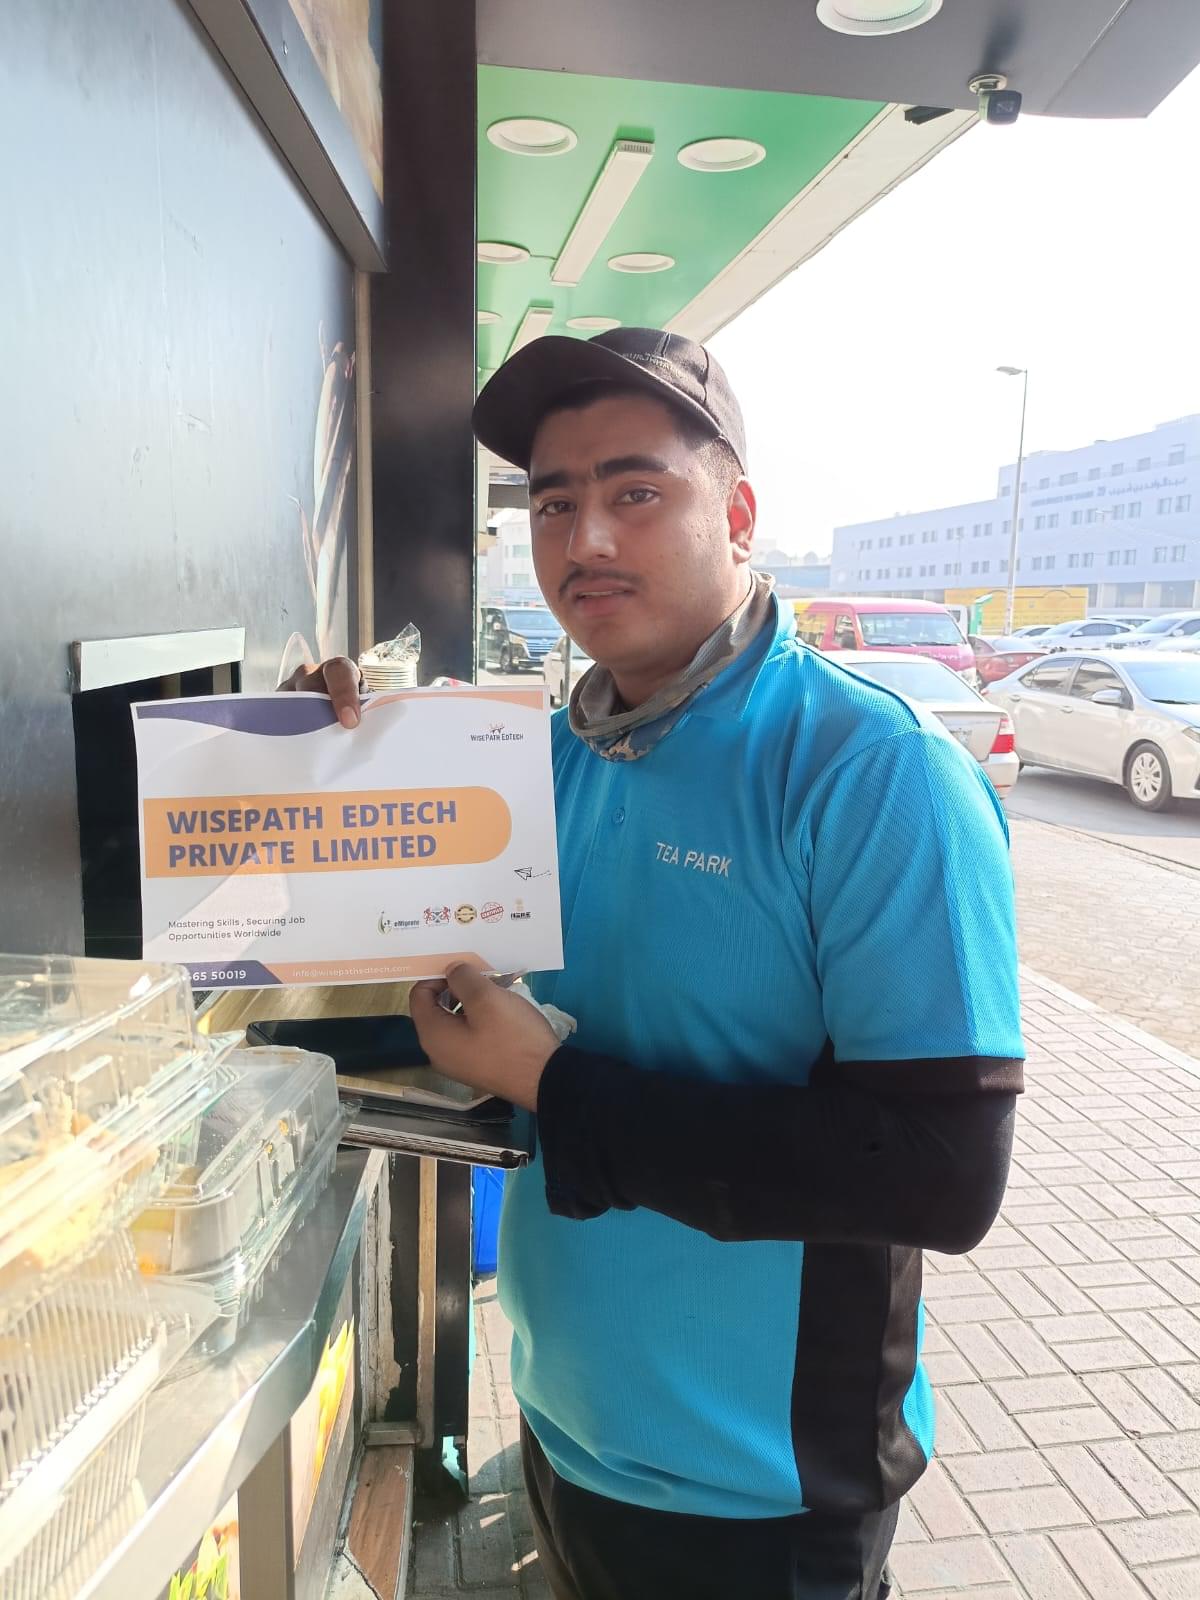 WISEPATH EDTECH
WISEPATH EDTECH
PRIVATE LIMITED
Mastering Skills , Securing Job
Opportunities Worldwide
eMigrate
65 50019
info@wisepathedtech.com
TEA PARK